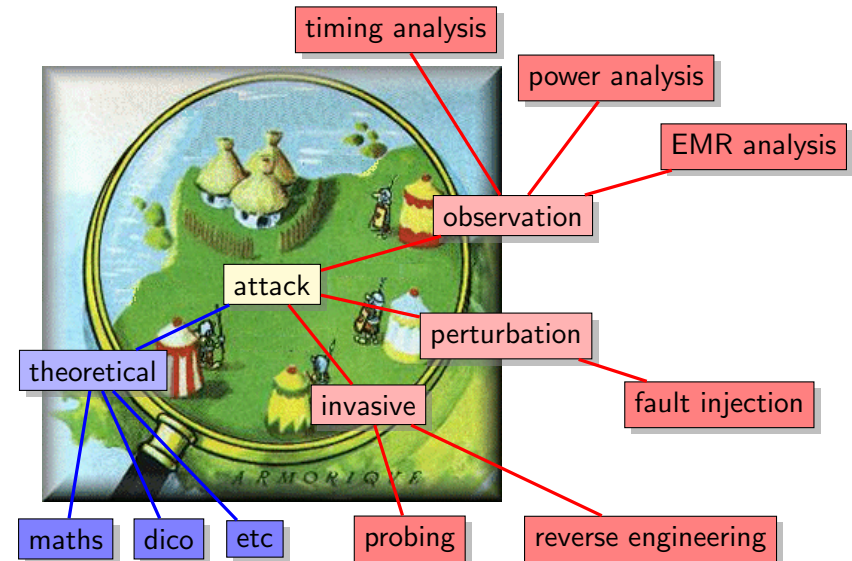 timing analysis
power analysis
EMR analysis
observation
attack
perturbation
theoretical
invasive
fault injection
ARMORIQUE
maths
dico
etc
probing
reverse engineering